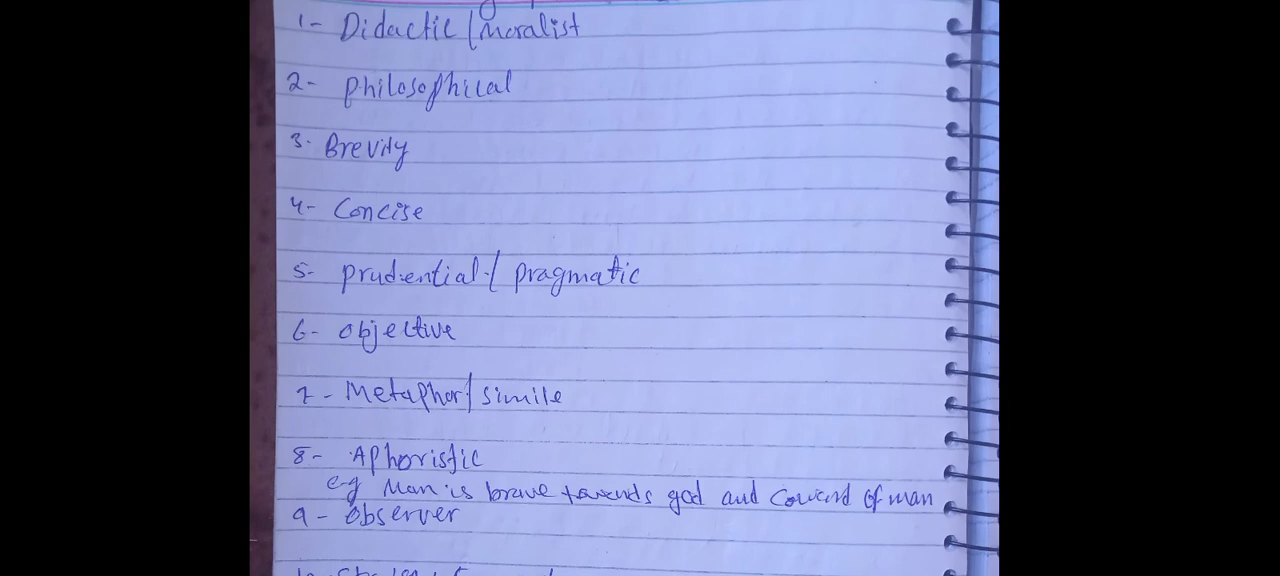 1- Didactic / Moralist
2- philosophical
3- Brevity
4- Concise
5- prudential / pragmatic
6- objective
7- Metaphor / simile
8- Aphoristic
e-g Man is brave towards god and coward of man
9- observer